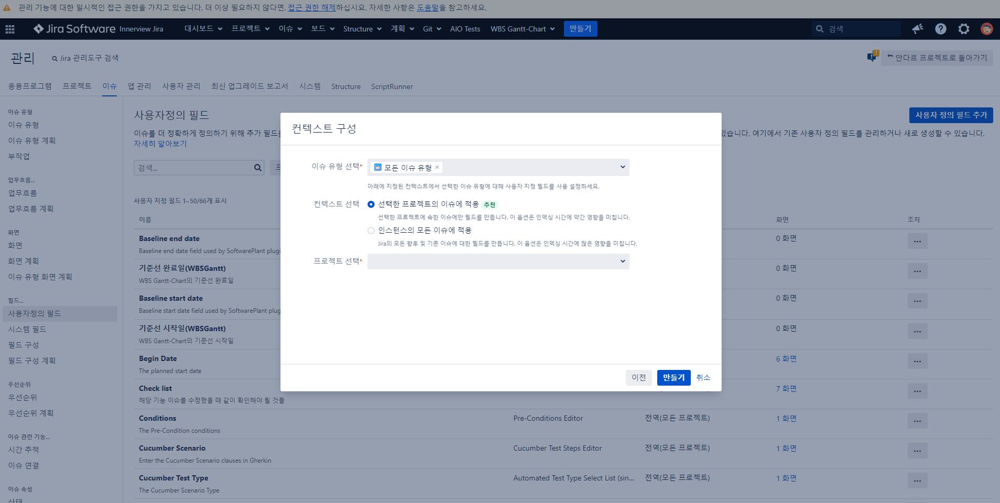 관리 기능에 대한 일시적인 접근 권한을 가지고 있습니다. 더 이상 필요하지 않다면, 접근 권한 해제하십시요. 자세한 사항은 도움말을 참고하세요.
Jira Software Innerview Jira 대시보드 프로젝트 이슈 보드 Structure 계획 Git AIO Tests WBS Gantt-Chart 만들기 검색
관리 Jira 관리도구 검색 1 안다르 프로젝트로 돌아가기
응용프로그램 프로젝트 이슈 앱 관리 사용자 관리 최신 업그레이드 보고서 시스템 Structure ScriptRunner
이슈 유형
이슈 유형
이슈 유형 계획
부작업
업무흐름...
업무흐름
업무흐름 계획
화면
화면
화면 계획
이슈 유형 화면 계획
필드...
사용자정의 필드
시스템 필드
필드 구성
필드 구성 계획
우선순위
우선순위
우선순위 계획
이슈 관련 기능...
시간 추적
이슈 연결
이슈 속성
상태
사용자정의 필드 사용자 정의 필드 추가
이슈를 더 정확하게 정의하기 위해 추가 필드를 있습니다. 여기에서 기존 사용자 정의 필드를 관리하거나 새로 생성할 수 있습니다.
자세히 알아보기
검색...
사용자 지정 필드 1~50/66개 표시
이름 화면 조치
Baseline end date 0 화면
Baseline end date field used by SoftwarePlant plugi
기준선 완료일(WBSGantt) 0 화면
WBS Gantt-Chart의 기준선 완료일
Baseline start date 0 화면
Baseline start date field used by SoftwarePlant plug
기준선 시작일(WBSGantt) 0 화면
WBS Gantt-Chart의 기준선 시작일
Begin Date 6 화면
The planned start date
Check list 7 화면
해당 기능 이슈를 수정했을 때 같이 확인해야 될 것들
Conditions Pre-Conditions Editor 전역(모든 프로젝트) 1 화면
The Pre-Condition conditions
Cucumber Scenario Cucumber Test Steps Editor 전역(모든 프로젝트) 1 화면
Enter the Cucumber Scenario clauses in Gherkin
Cucumber Test Type Automated Test Type Select List (sin... 전역(모든 프로젝트) 1 화면
The Cucumber Scenario Type
컨텍스트 구성
이슈 유형 선택* 모든 이슈 유형 ×
아래에 지정된 컨텍스트에서 선택한 이슈 유형에 대해 사용자 지정 필드를 사용 설정하세요.
컨텍스트 선택 선택한 프로젝트의 이슈에 적용 추천
선택한 프로젝트에 속한 이슈에만 필드를 만듭니다. 이 옵션은 인덱싱 시간에 약간 영향을 미칩니다.
인스턴스의 모든 이슈에 적용
Jira의 모든 향후 및 기존 이슈에 대한 필드를 만듭니다. 이 옵션은 인덱싱 시간에 많은 영향을 미칩니다.
프로젝트 선택*
이전 만들기 취소